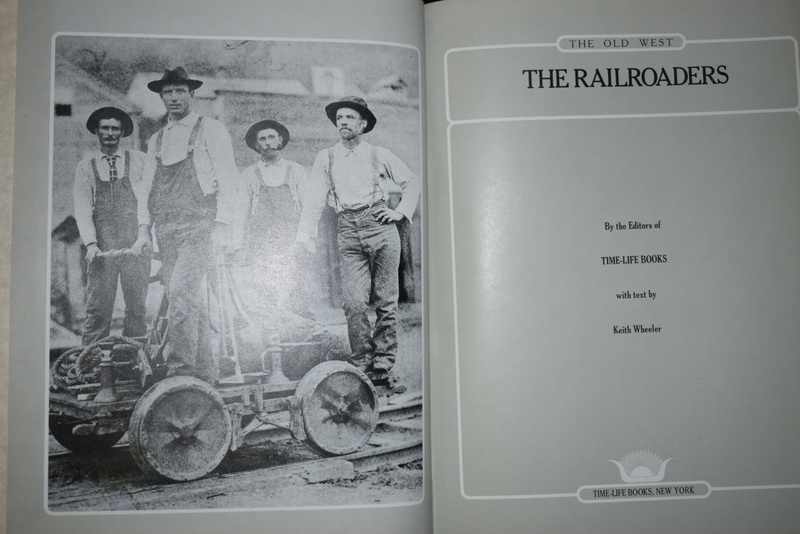 THE OLD WEST
THE RAILROADERS
By the Editors of
TIME-LIFE BOOKS
with text by
Keith Wheeler
TIME-LIFE BOOKS, NEW YORK